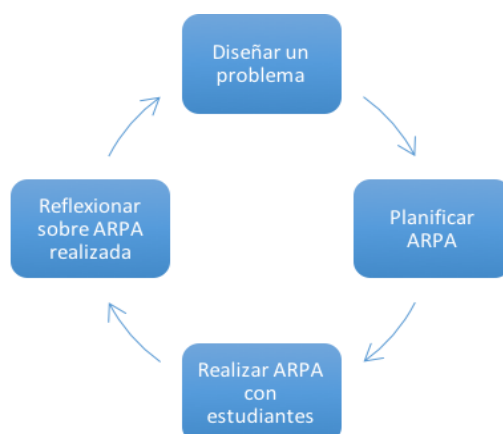 Diseñar un
problema
Planificar
ARPA
Realizar ARPA
con
estudiantes
Reflexionar
sobre ARPA
realizada